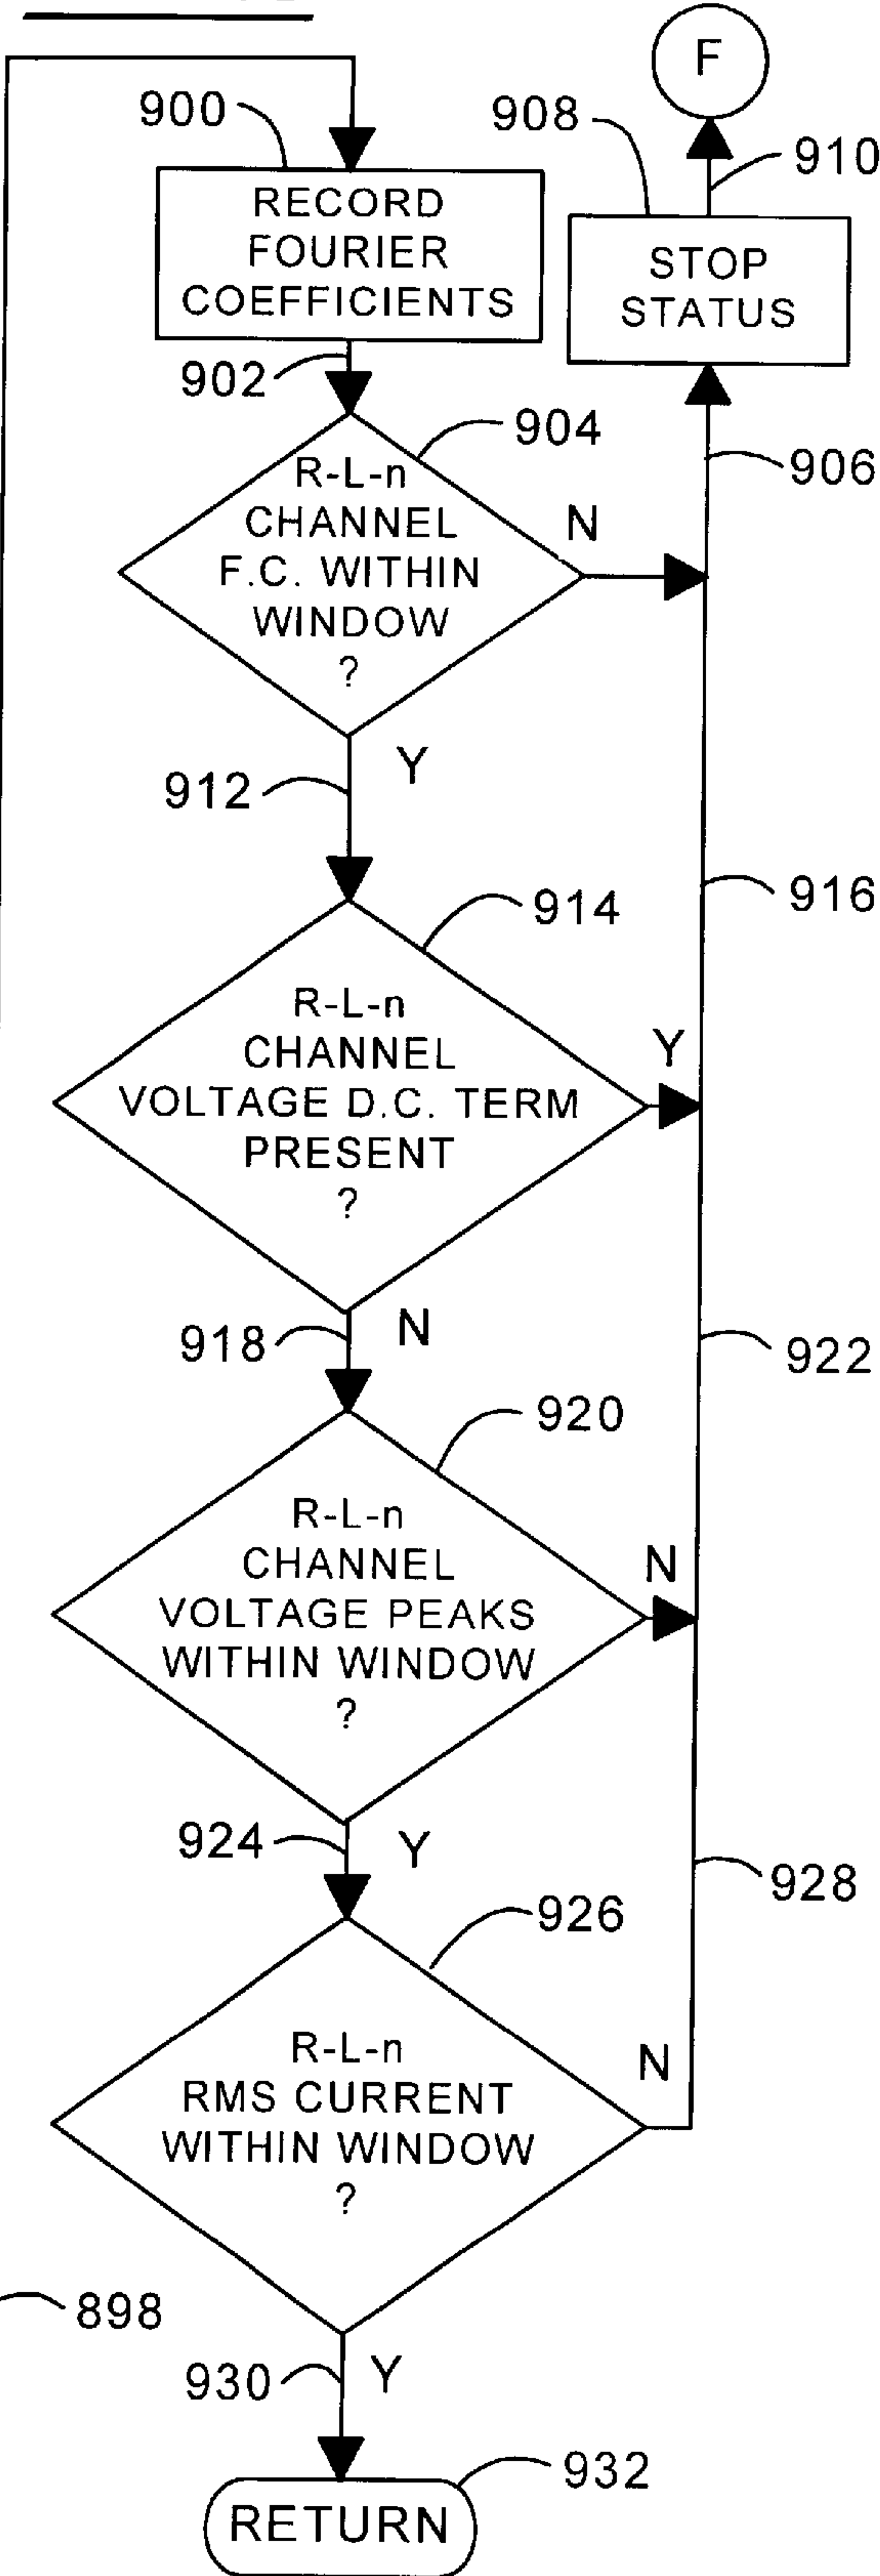 F
900
908
910
RECORD
FOURIER
COEFFICIENTS
STOP
STATUS
902
904
906
R-L-n
CHANNEL
F.C. WITHIN
WINDOW
?
N
Y
912
914
916
R-L-n
CHANNEL
VOLTAGE D.C. TERM
PRESENT
?
Y
918
N
922
920
R-L-n
CHANNEL
VOLTAGE PEAKS
WITHIN WINDOW
?
N
924
Y
928
926
R-L-n
RMS CURRENT
WITHIN WINDOW
?
N
898
930
Y
932
RETURN